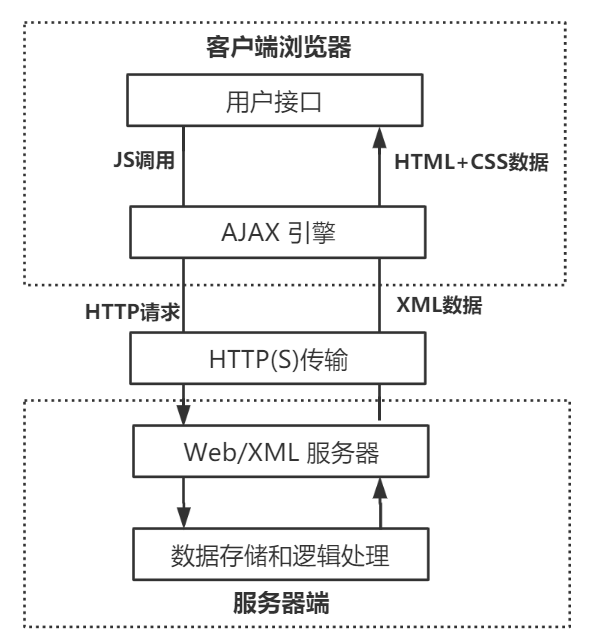 客户端浏览器
用户接口
JS调用
HTML+CSS数据
AJAX 引擎
HTTP请求
XML数据
HTTP(S)传输
Web/XML 服务器
数据存储和逻辑处理
服务器端